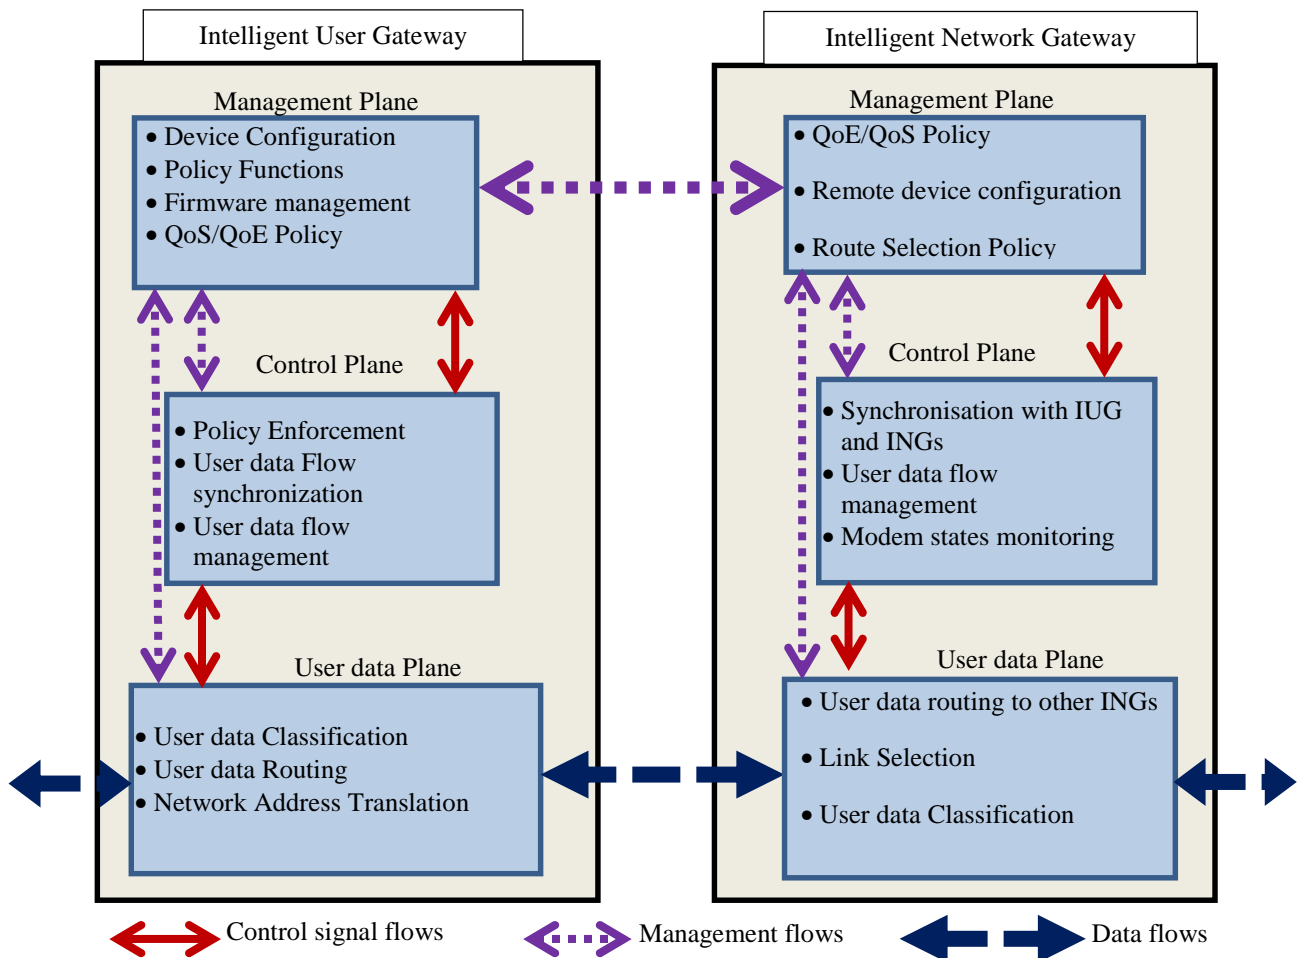 Intelligent User Gateway
Management Plane
• Device Configuration
• Policy Functions
• Firmware management
• QoS/QoE Policy
Control Plane
• Policy Enforcement
• User data Flow
synchronization
• User data flow
management
User data Plane
• User data Classification
• User data Routing
• Network Address Translation
Intelligent Network Gateway
Management Plane
• QoE/QoS Policy
• Remote device configuration
• Route Selection Policy
Control Plane
• Synchronisation with IUG
and INGs
• User data flow
management
• Modem states monitoring
User data Plane
• User data routing to other INGs
• Link Selection
• User data Classification
Control signal flows
Management flows
Data flows